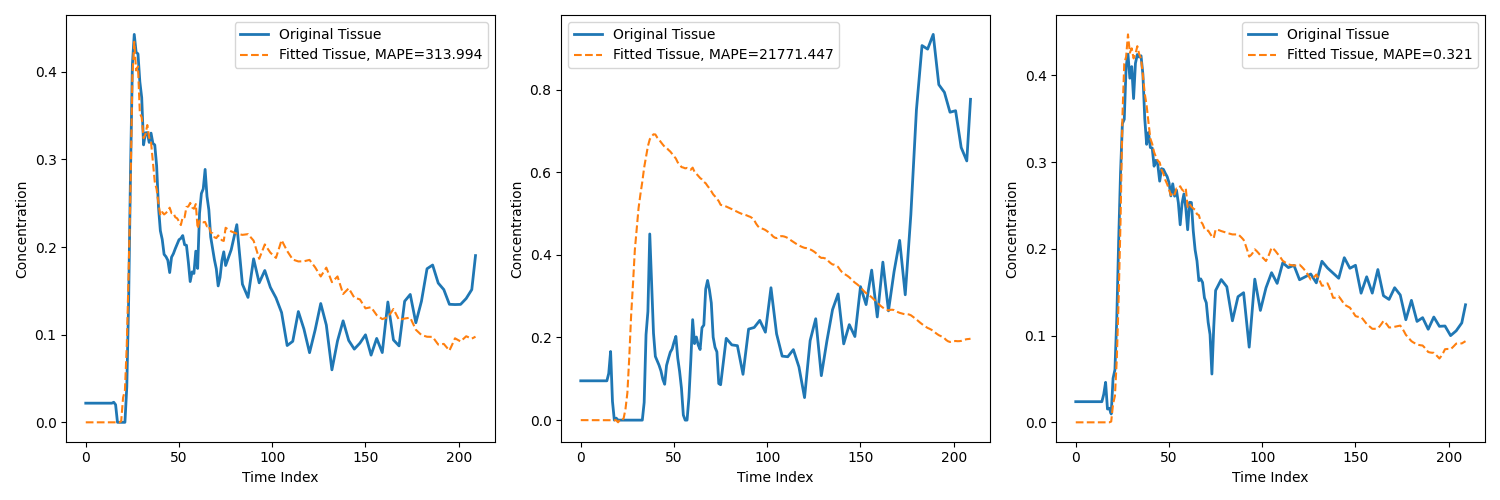 Original Tissue
Fitted Tissue, MAPE=313.994
Concentration
0.4
0.3
0.2
0.1
0.0
0 50 100 150 200
Time Index
Original Tissue
Fitted Tissue, MAPE=21771.447
Concentration
0.8
0.6
0.4
0.2
0.0
0 50 100 150 200
Time Index
Original Tissue
Fitted Tissue, MAPE=0.321
Concentration
0.4
0.3
0.2
0.1
0.0
0 50 100 150 200
Time Index